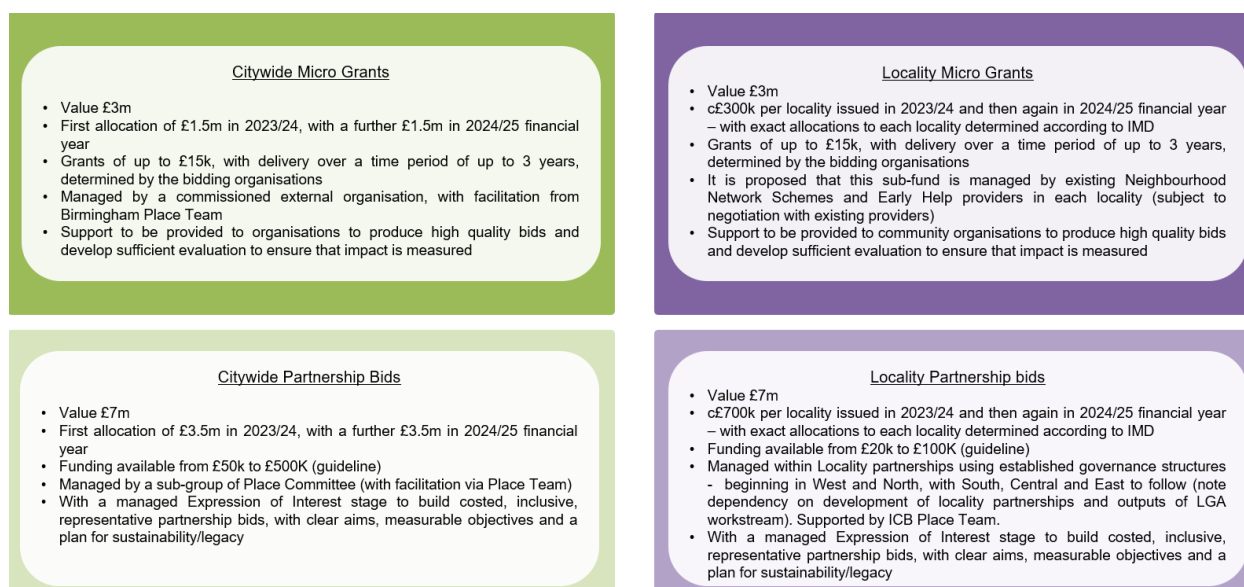 Citywide Micro Grants
• Value £3m
• First allocation of £1.5m in 2023/24, with a further £1.5m in 2024/25 financial
year
• Grants of up to £15k, with delivery over a time period of up to 3 years,
determined by the bidding organisations
• Managed by a commissioned external organisation, with facilitation from
Birmingham Place Team
• Support to be provided to organisations to produce high quality bids and
develop sufficient evaluation to ensure that impact is measured
Locality Micro Grants
• Value £3m
• c£300k per locality issued in 2023/24 and then again in 2024/25 financial year
– with exact allocations to each locality determined according to IMD
• Grants of up to £15k, with delivery over a time period of up to 3 years,
determined by the bidding organisations
• It is proposed that this sub-fund is managed by existing Neighbourhood
Network Schemes and Early Help providers in each locality (subject to
negotiation with existing providers)
• Support to be provided to community organisations to produce high quality bids
and develop sufficient evaluation to ensure that impact is measured
Citywide Partnership Bids
• Value £7m
• First allocation of £3.5m in 2023/24, with a further £3.5m in 2024/25 financial
year
• Funding available from £50k to £500K (guideline)
• Managed by a sub-group of Place Committee (with facilitation via Place Team)
• With a managed Expression of Interest stage to build costed, inclusive,
representative partnership bids, with clear aims, measurable objectives and a
plan for sustainability/legacy
Locality Partnership bids
• Value £7m
• c£700k per locality issued in 2023/24 and then again in 2024/25 financial year
– with exact allocations to each locality determined according to IMD
• Funding available from £20k to £100K (guideline)
• Managed within Locality partnerships using established governance structures
- beginning in West and North, with South, Central and East to follow (note
dependency on development of locality partnerships and outputs of LGA
workstream). Supported by ICB Place Team.
• With a managed Expression of Interest stage to build costed, inclusive,
representative partnership bids, with clear aims, measurable objectives and a
plan for sustainability/legacy